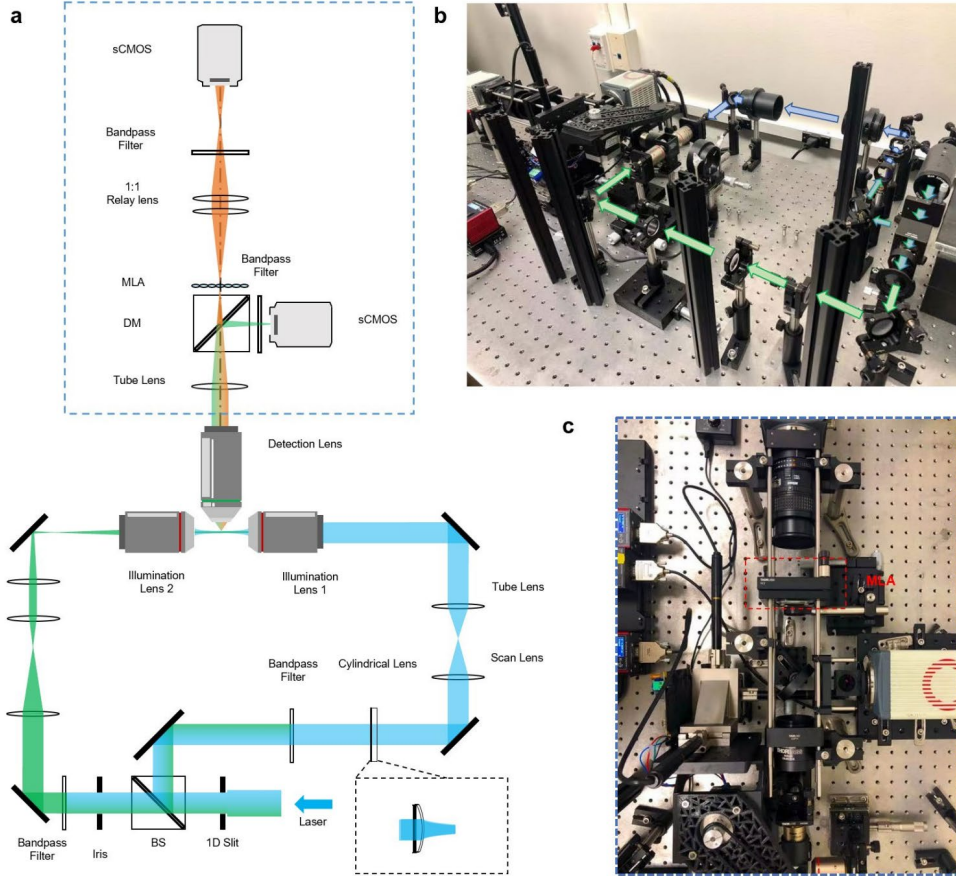 a
sCMOS
Bandpass
Filter
1:1
Relay lens
Bandpass
Filter
MLA
DM
sCMOS
Tube Lens
Detection Lens
Illumination
Lens 2
Illumination
Lens 1
Tube Lens
Scan Lens
Bandpass
Filter
Cylindrical Lens
Laser
Bandpass
Filter
Iris
BS
1D Slit
b
c
MLA